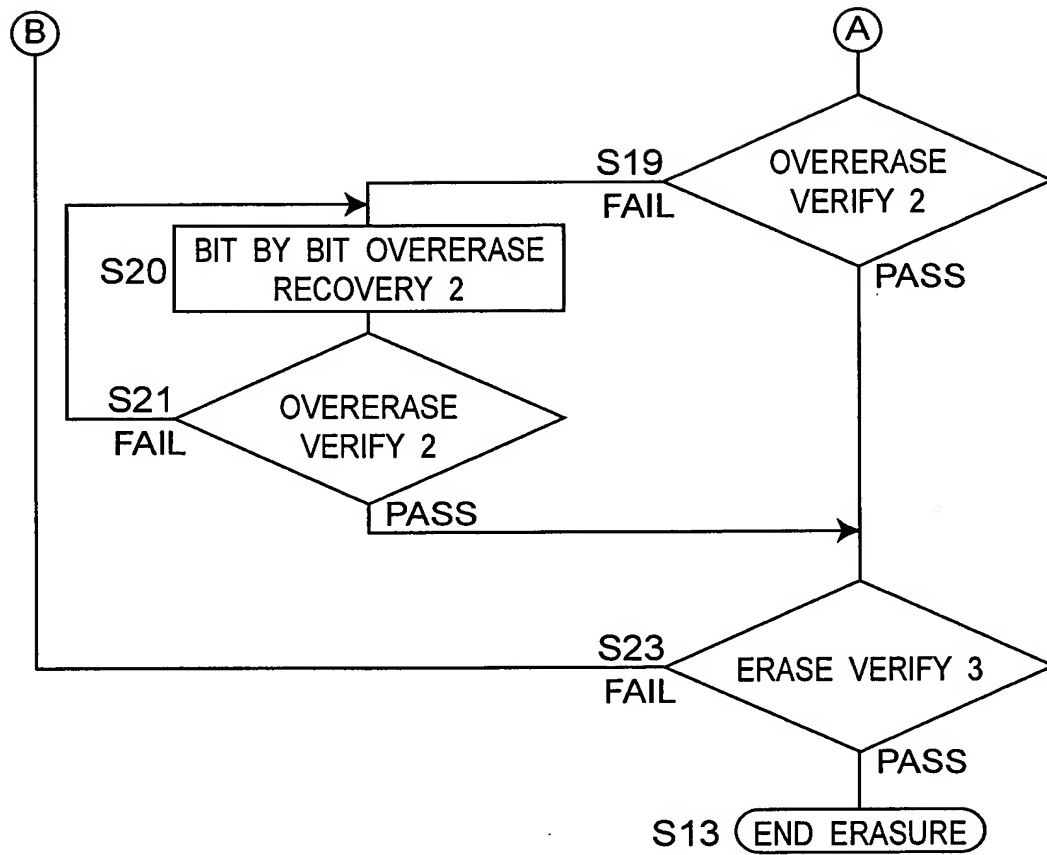 B
A
S19
FAIL
OVERERASE
VERIFY 2
PASS
S20
BIT BY BIT OVERERASE
RECOVERY 2
S21
FAIL
OVERERASE
VERIFY 2
PASS
S23
FAIL
ERASE VERIFY 3
PASS
S13
END ERASURE